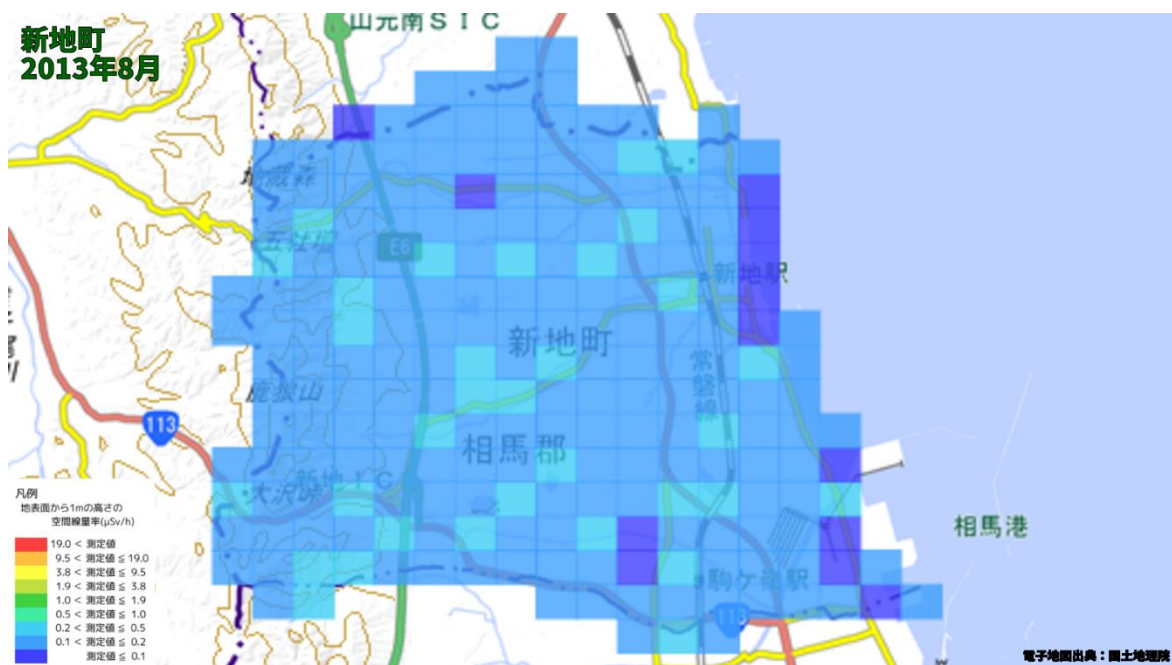 新地町
2013年8月
山元南ＳＩＣ
地蔵森
五社壇
E6
新地駅
新地町
常磐線
鹿狼山
113
相馬郡
新地ＩＣ
大沢峠
相馬港
駒ケ嶺駅
113
凡例
地表面から1mの高さの
空間線量率(μSv/h)
19.0 < 測定値
9.5 < 測定値 ≤ 19.0
3.8 < 測定値 ≤ 9.5
1.9 < 測定値 ≤ 3.8
1.0 < 測定値 ≤ 1.9
0.5 < 測定値 ≤ 1.0
0.2 < 測定値 ≤ 0.5
0.1 < 測定値 ≤ 0.2
測定値 ≤ 0.1
電子地図出典：国土地理院